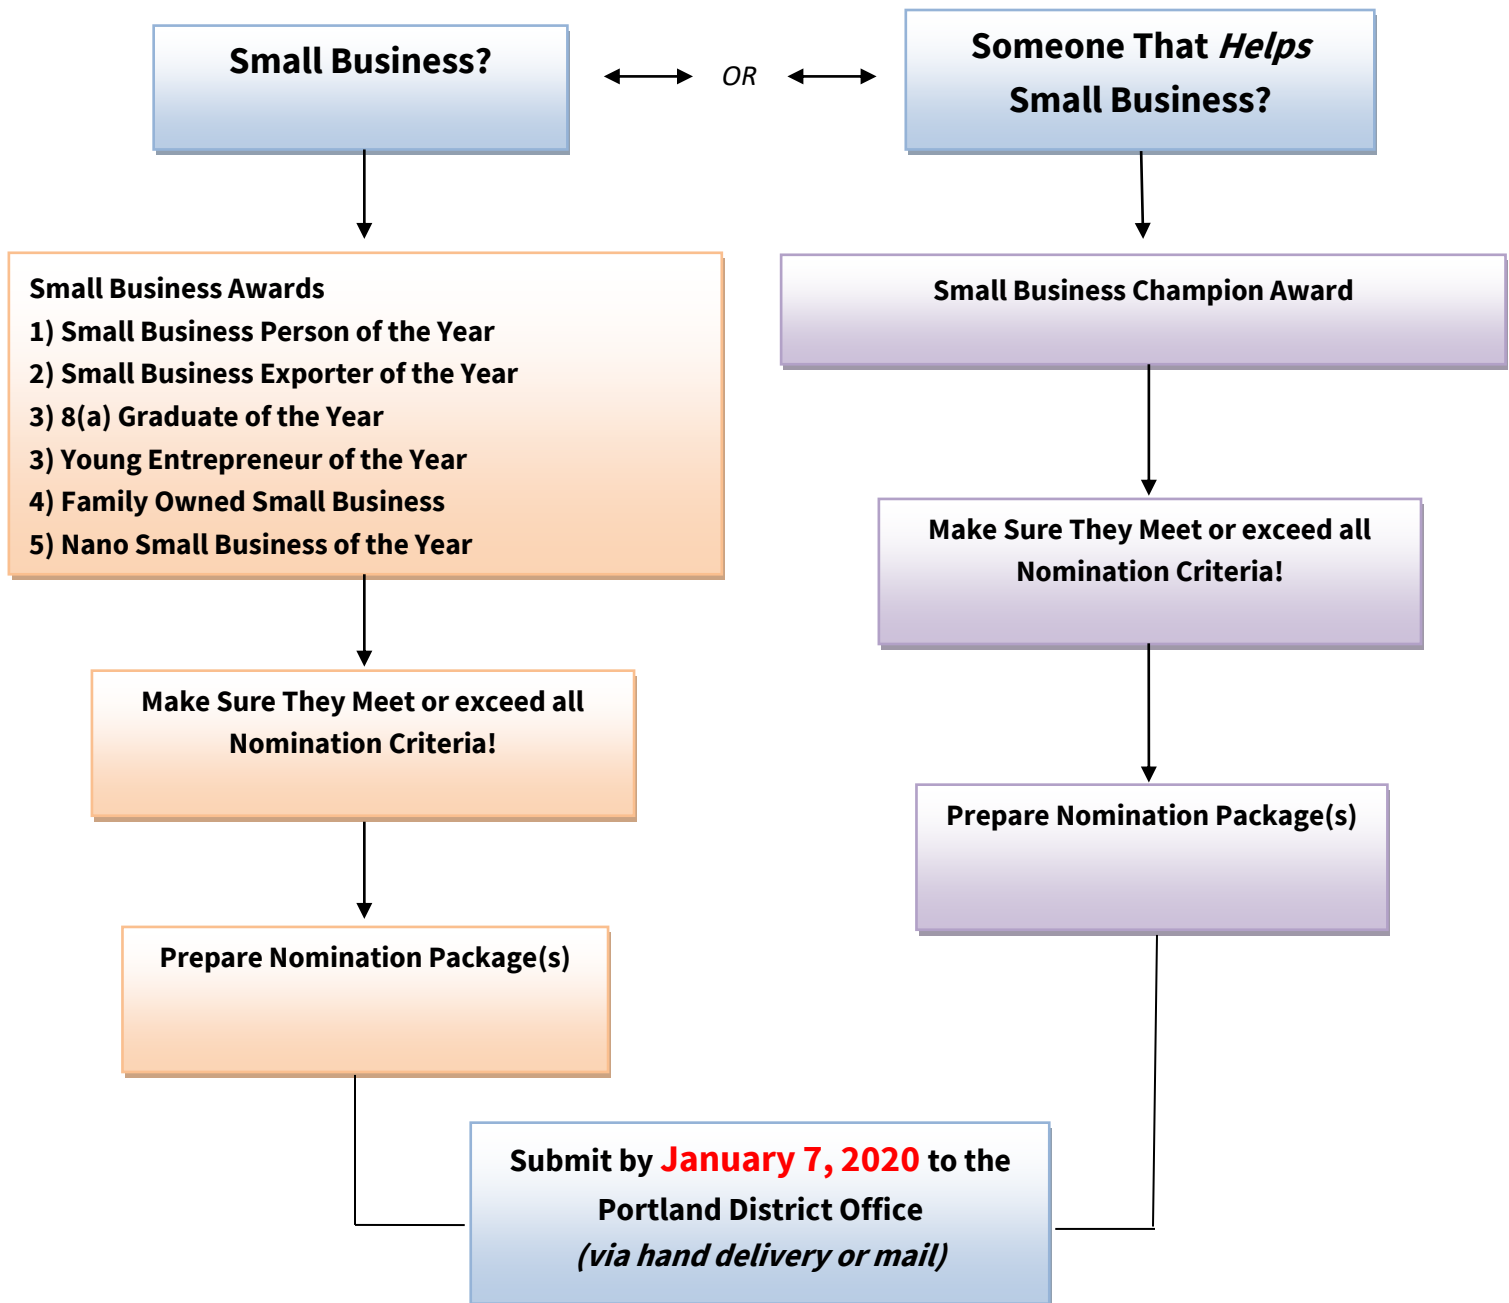 Small Business?
OR
Someone That Helps
Small Business?
Small Business Awards
1) Small Business Person of the Year
2) Small Business Exporter of the Year
3) 8(a) Graduate of the Year
3) Young Entrepreneur of the Year
4) Family Owned Small Business
5) Nano Small Business of the Year
Make Sure They Meet or exceed all
Nomination Criteria!
Prepare Nomination Package(s)
Small Business Champion Award
Make Sure They Meet or exceed all
Nomination Criteria!
Prepare Nomination Package(s)
Submit by January 7, 2020 to the
Portland District Office
(via hand delivery or mail)